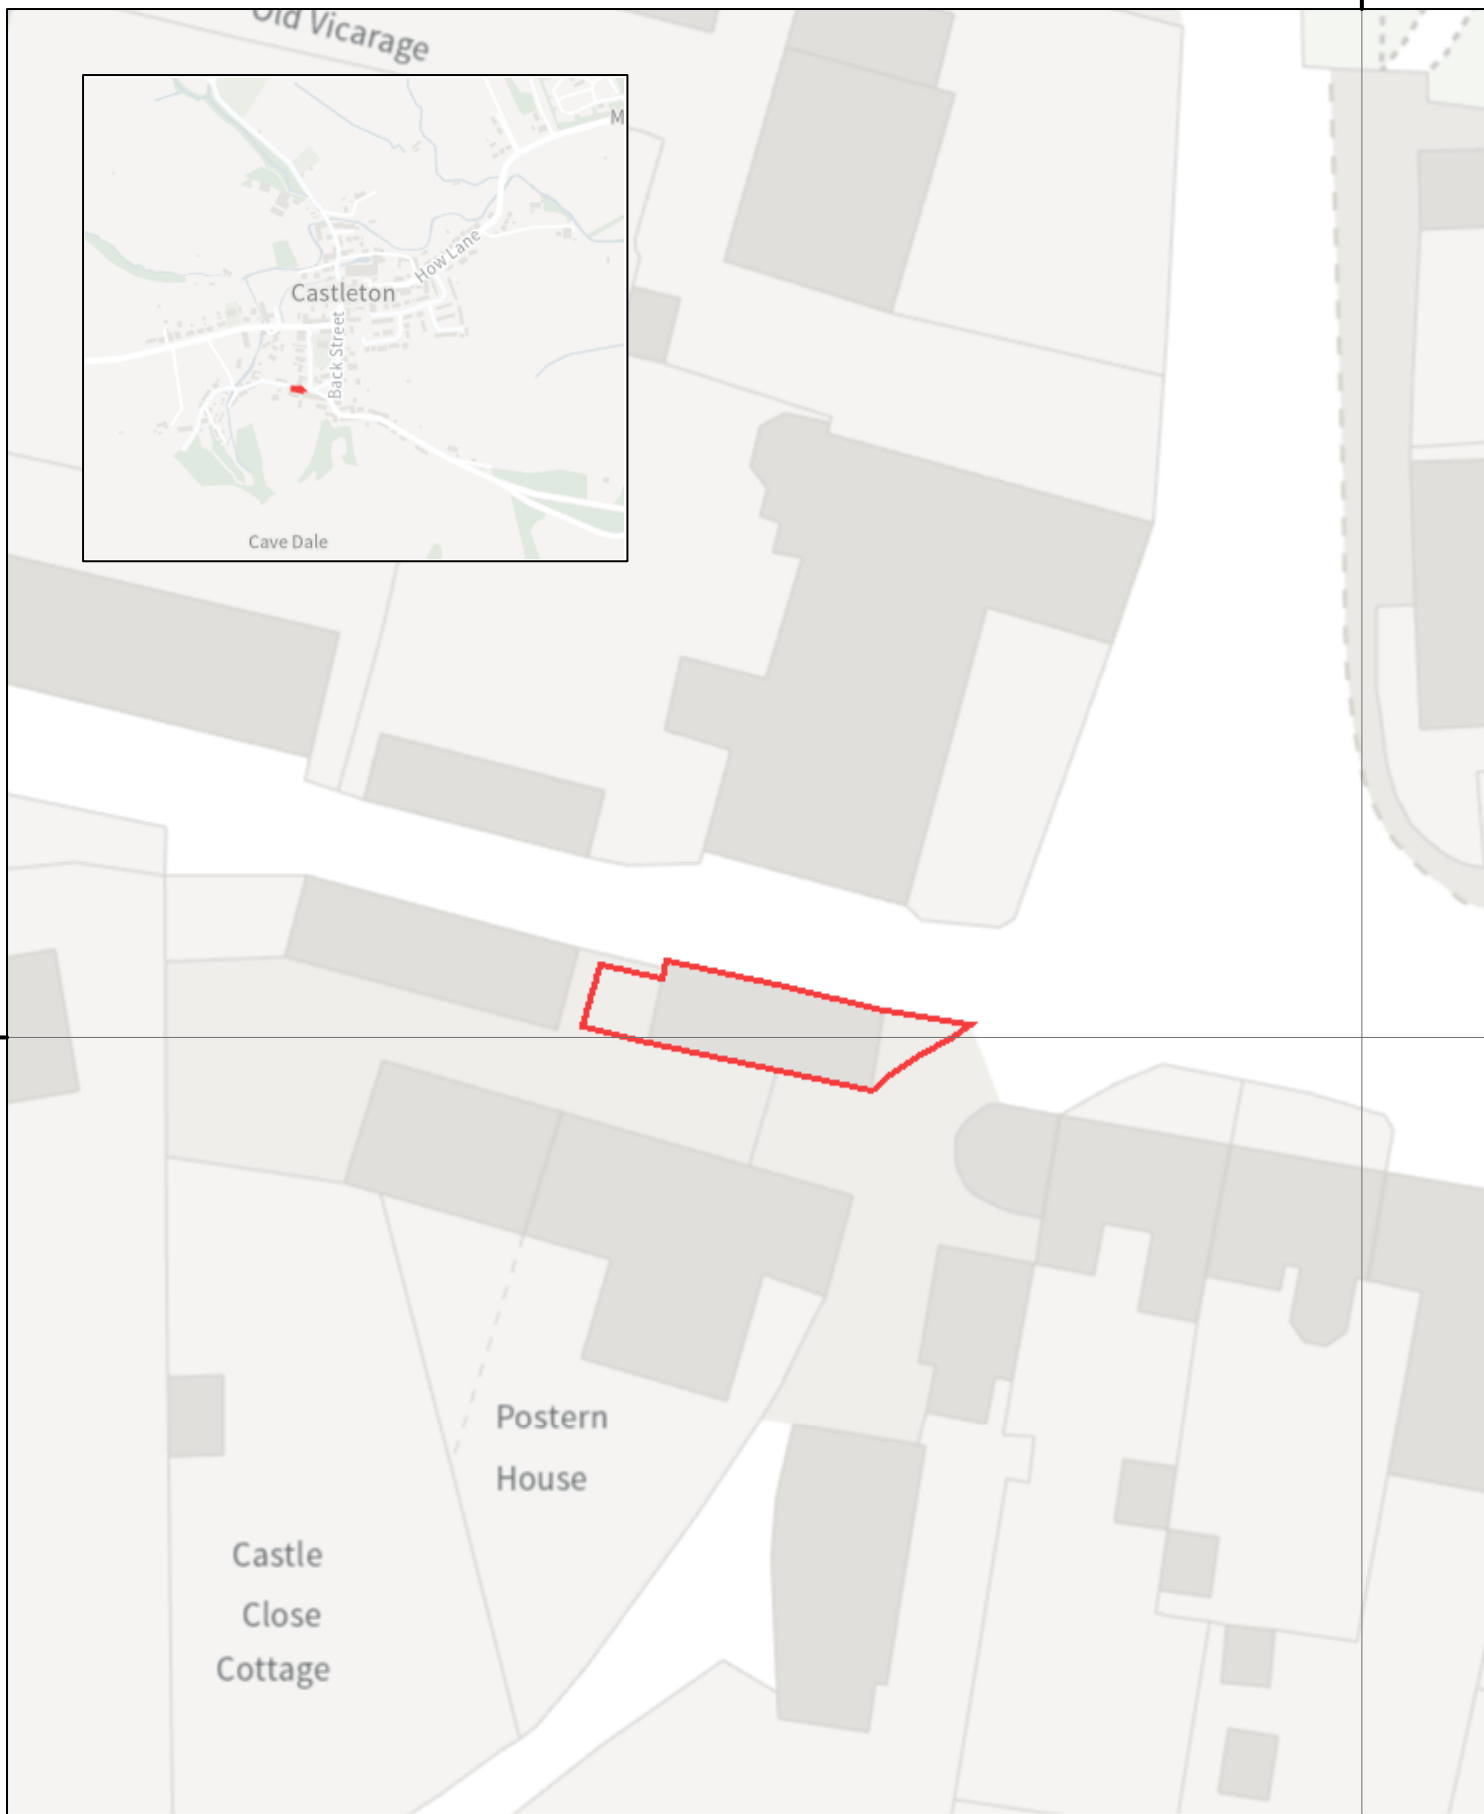 Old Vicarage
M
How Lane
Castleton
Back Street
Cave Dale
Postern
House
Castle
Close
Cottage